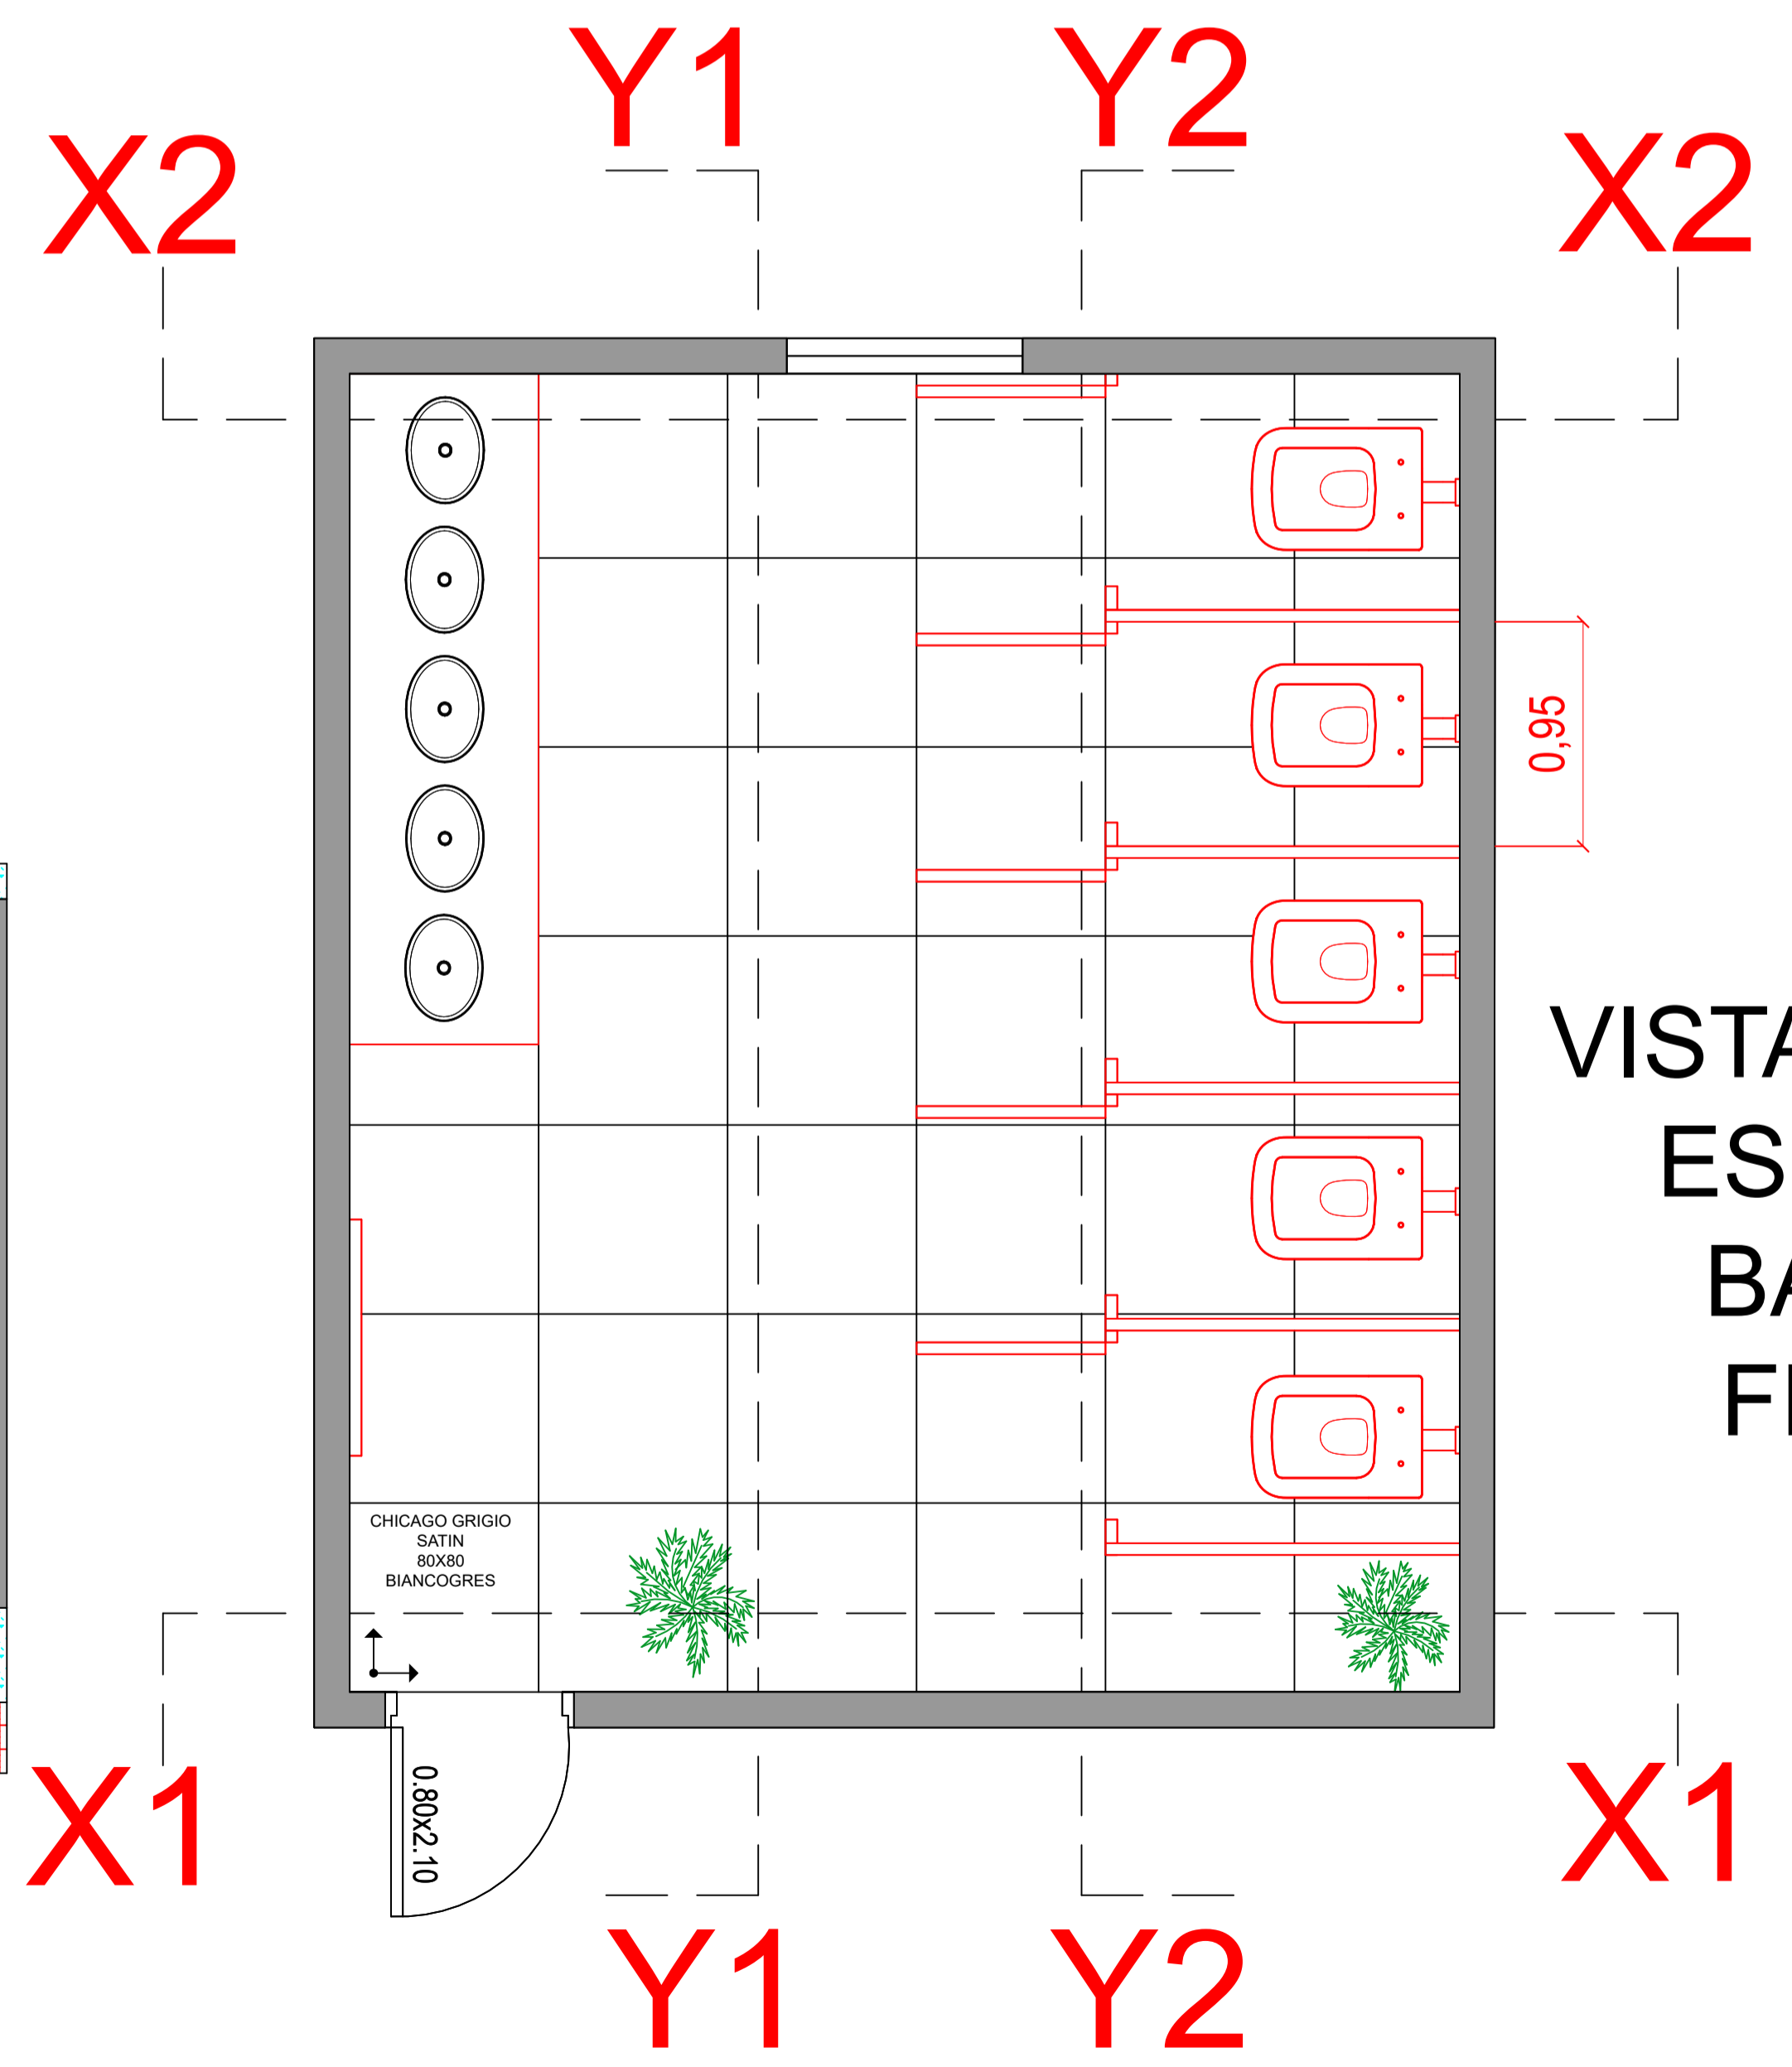 Y1
Y2
X2
X2
0,95
VISTA
ES
BA
CHICAGO GRIGIO
SATIN
80X80
BIANCOGRES
X1
0.80x2.10
X1
Y1
Y2